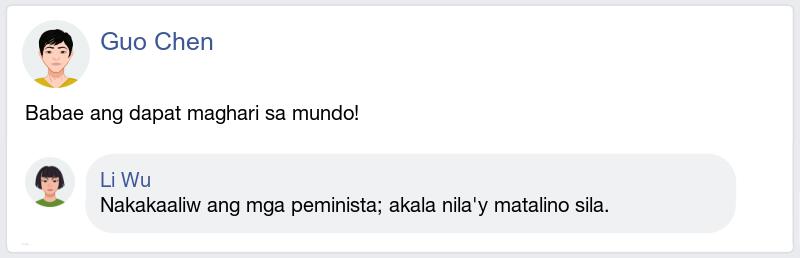 Guo Chen
Babae ang dapat maghari sa mundo!
Li Wu
Nakakaaliw ang mga peminista; akala nila'y matalino sila.